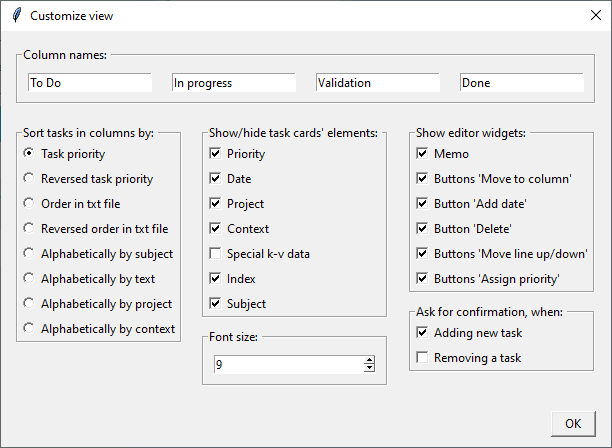 Customize view
Column names:
To Do
In progress
Validation
Done
Sort tasks in columns by:
Task priority
Reversed task priority
Order in txt file
Reversed order in txt file
Alphabetically by subject
Alphabetically by text
Alphabetically by project
Alphabetically by context
Show/hide task cards' elements:
Priority
Date
Project
Context
Special k-v data
Index
Subject
Font size:
9
Show editor widgets:
Memo
Buttons 'Move to column'
Button 'Add date'
Button 'Delete'
Buttons 'Move line up/down'
Buttons 'Assign priority'
Ask for confirmation, when:
Adding new task
Removing a task
OK